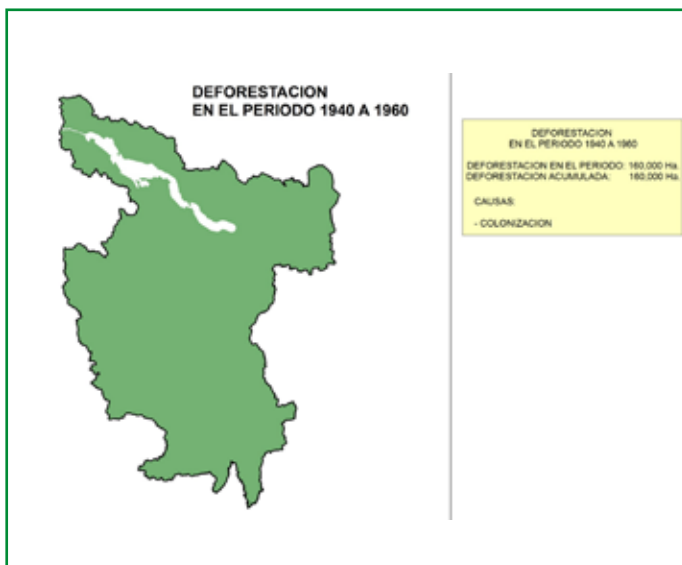 DEFORESTACION
EN EL PERIODO 1940 A 1960
DEFORESTACION
EN EL PERIODO 1940 A 1960
DEFORESTACION EN EL PERIODO: 160,000 Ha.
DEFORESTACION ACUMULADA: 160,000 Ha.
CAUSAS:
- COLONIZACION